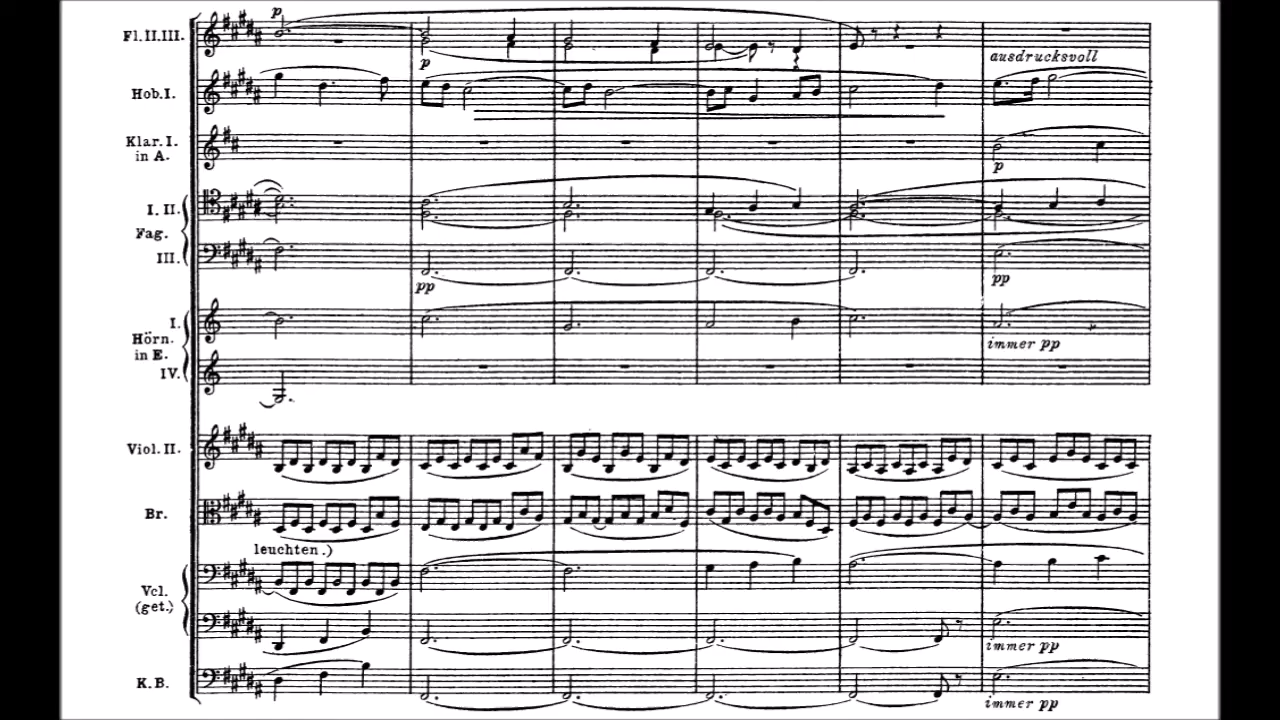 p
Fl. II. III.
p
ausdrucksvoll
Hob. I.
Klar. I.
in A.
p
I. II.
Fag.
III.
pp
pp
I.
Hörn.
in E.
immer pp
IV.
Viol. II.
Br.
leuchten.)
Vcl.
(get.)
immer pp
K. B.
immer pp